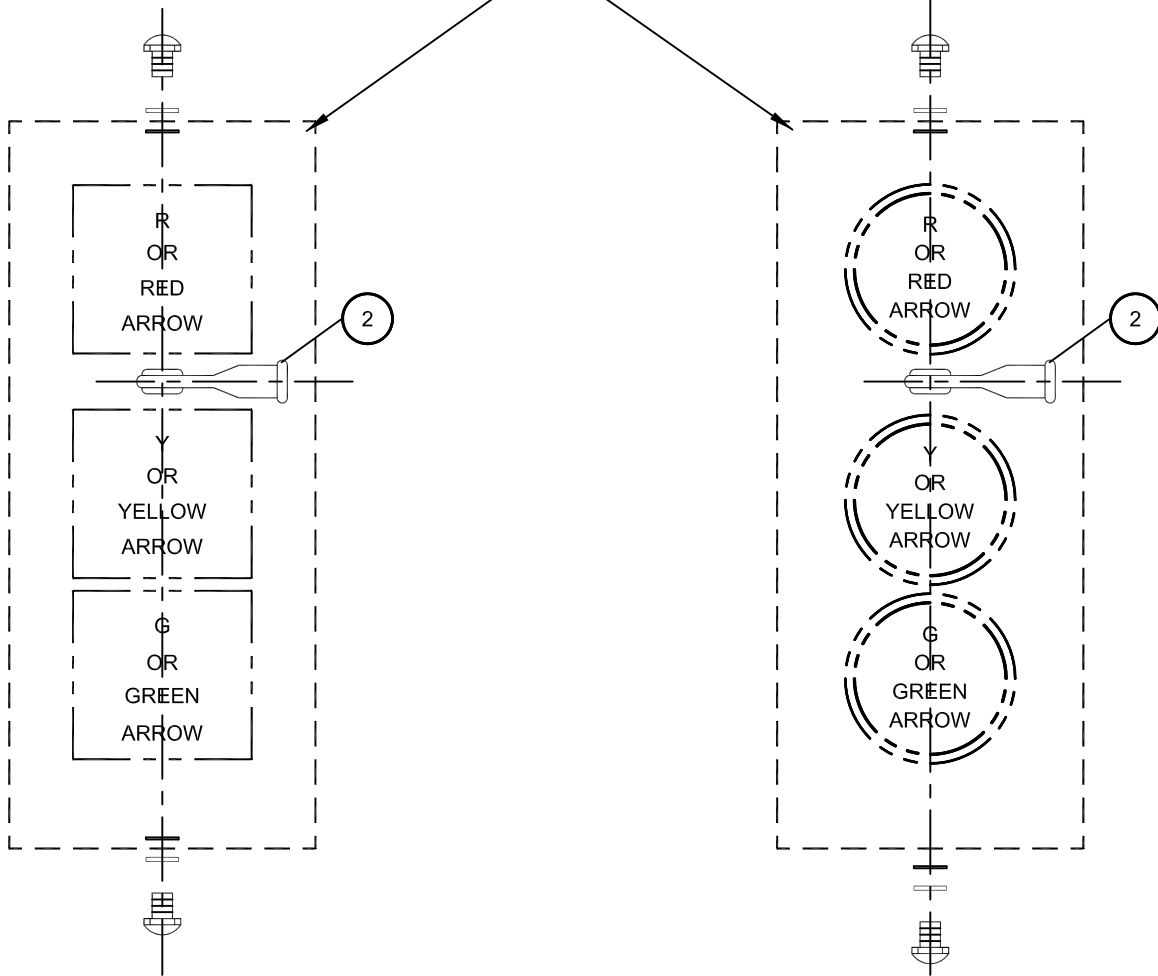 R
OR
RED
ARROW
2
Y
OR
YELLOW
ARROW
G
OR
GREEN
ARROW
R
OR
RED
ARROW
2
Y
OR
YELLOW
ARROW
G
OR
GREEN
ARROW